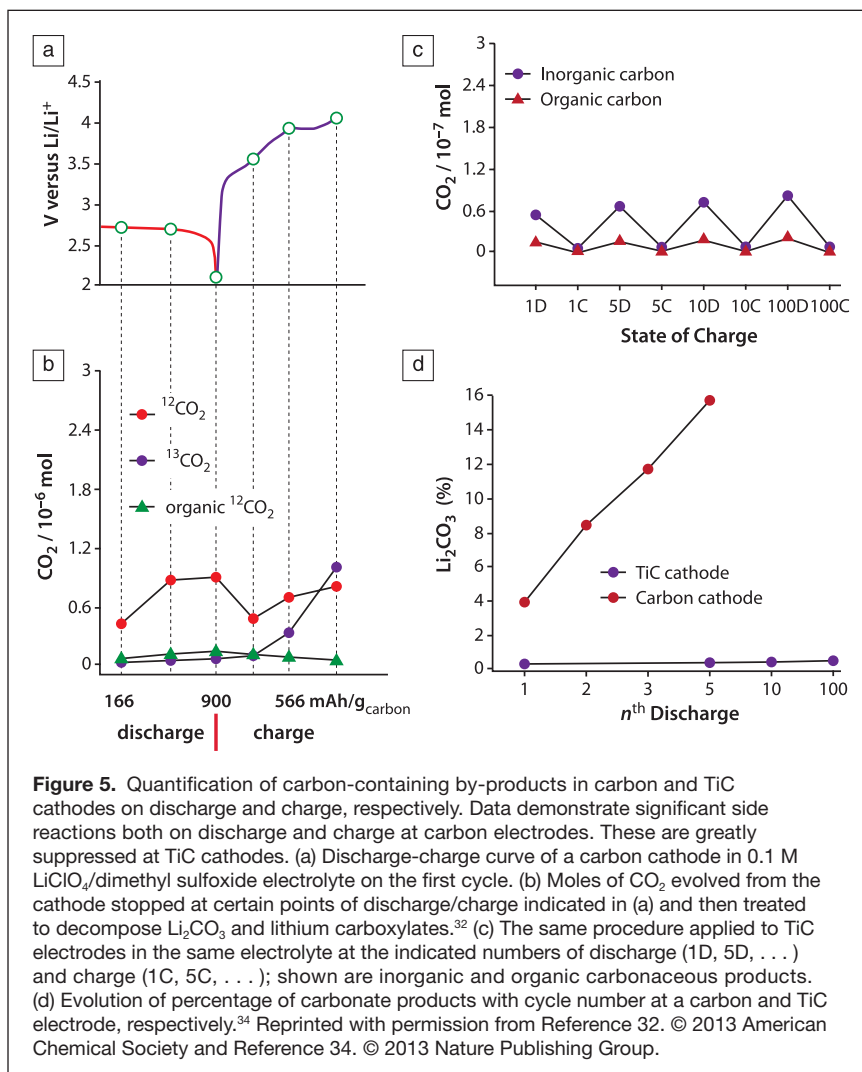 a
V versus Li/Li⁺
4.5
4
3.5
3
2.5
2
b
CO₂ / 10⁻⁶ mol
3
2.4
1.8
1.2
0.6
0
¹²CO₂
¹³CO₂
organic ¹²CO₂
166 900 566 mAh/g_carbon
discharge charge
c
CO₂ / 10⁻⁷ mol
3
2.4
1.8
1.2
0.6
0
Inorganic carbon
Organic carbon
1D 1C 5D 5C 10D 10C 100D 100C
State of Charge
d
Li₂CO₃ (%)
16
14
12
10
8
6
4
2
0
TiC cathode
Carbon cathode
1 2 3 5 10 100
nᵗʰ Discharge
Figure 5. Quantification of carbon-containing by-products in carbon and TiC
cathodes on discharge and charge, respectively. Data demonstrate significant side
reactions both on discharge and charge at carbon electrodes. These are greatly
suppressed at TiC cathodes. (a) Discharge-charge curve of a carbon cathode in 0.1 M
LiClO₄/dimethyl sulfoxide electrolyte on the first cycle. (b) Moles of CO₂ evolved from the
cathode stopped at certain points of discharge/charge indicated in (a) and then treated
to decompose Li₂CO₃ and lithium carboxylates.³² (c) The same procedure applied to TiC
electrodes in the same electrolyte at the indicated numbers of discharge (1D, 5D, . . . )
and charge (1C, 5C, . . . ); shown are inorganic and organic carbonaceous products.
(d) Evolution of percentage of carbonate products with cycle number at a carbon and TiC
electrode, respectively.³⁴ Reprinted with permission from Reference 32. © 2013 American
Chemical Society and Reference 34. © 2013 Nature Publishing Group.